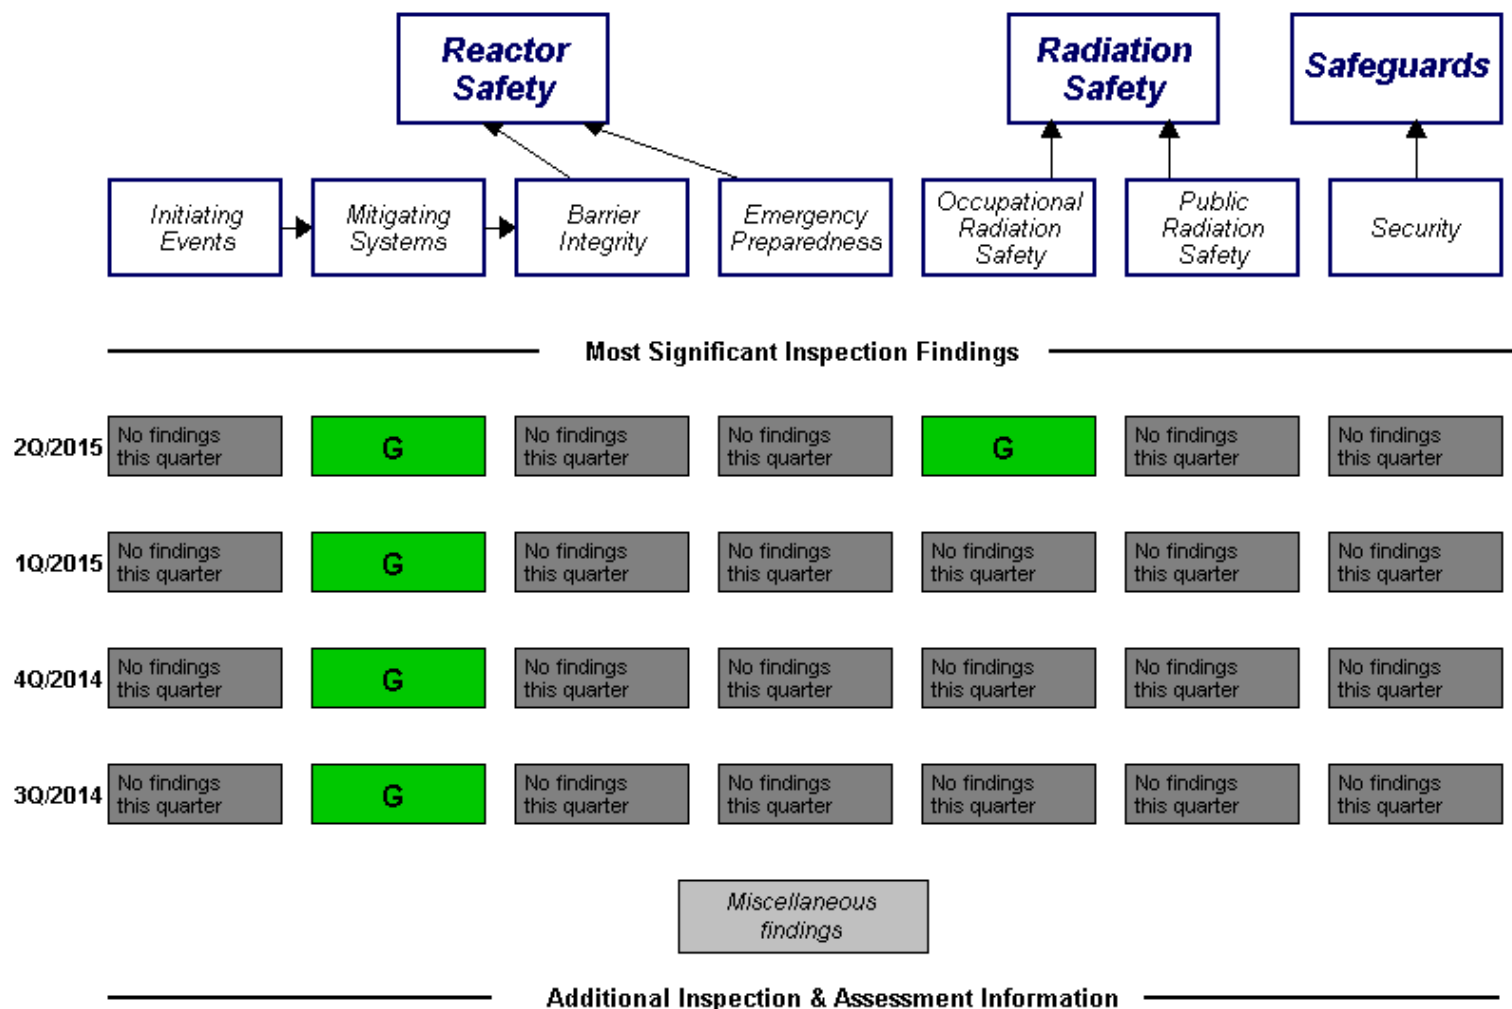 Reactor
Safety
Radiation
Safety
Safeguards
Initiating
Events
Mitigating
Systems
Barrier
Integrity
Emergency
Preparedness
Occupational
Radiation
Safety
Public
Radiation
Safety
Security
Most Significant Inspection Findings
2Q/2015
No findings
this quarter
G
No findings
this quarter
No findings
this quarter
G
No findings
this quarter
No findings
this quarter
1Q/2015
No findings
this quarter
G
No findings
this quarter
No findings
this quarter
No findings
this quarter
No findings
this quarter
No findings
this quarter
4Q/2014
No findings
this quarter
G
No findings
this quarter
No findings
this quarter
No findings
this quarter
No findings
this quarter
No findings
this quarter
3Q/2014
No findings
this quarter
G
No findings
this quarter
No findings
this quarter
No findings
this quarter
No findings
this quarter
No findings
this quarter
Miscellaneous
findings
Additional Inspection & Assessment Information